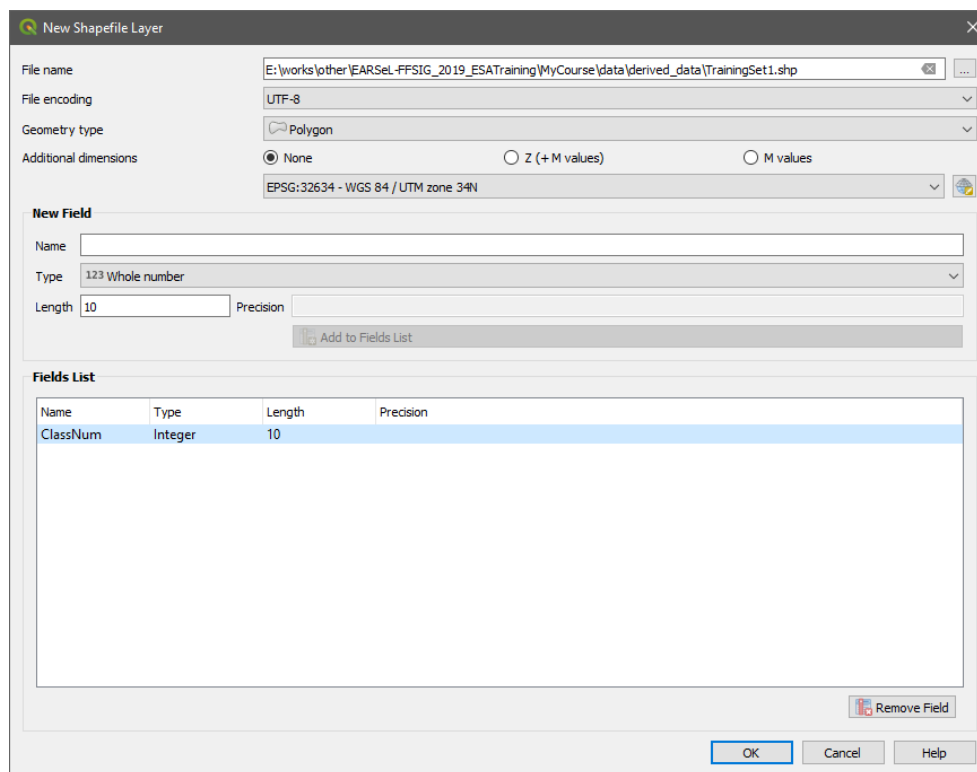 New Shapefile Layer
File name E:\works\other\EARSeL-FFSIG_2019_ESATraining\MyCourse\data\derived_data\TrainingSet1.shp ...
File encoding UTF-8
Geometry type Polygon
Additional dimensions None Z (+ M values) M values
EPSG:32634 - WGS 84 / UTM zone 34N
New Field
Name
Type 123 Whole number
Length 10 Precision
Add to Fields List
Fields List
Name Type Length Precision
ClassNum Integer 10
Remove Field
OK Cancel Help